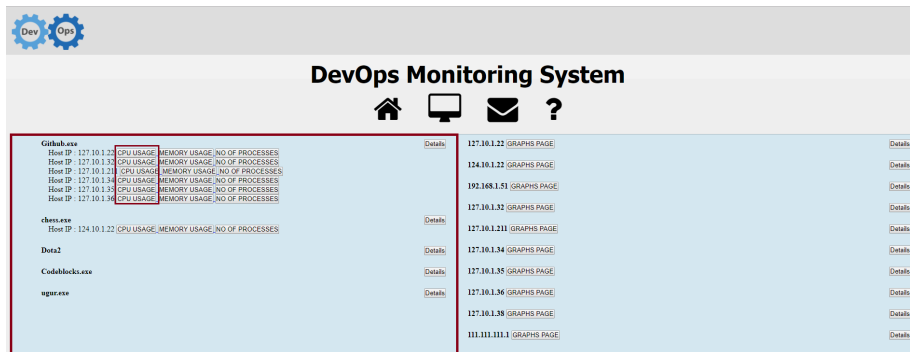 Dev Ops
DevOps Monitoring System
?
Github.exe Details
Host IP : 127.10.1.22 CPU USAGE MEMORY USAGE NO OF PROCESSES
Host IP : 127.10.1.32 CPU USAGE MEMORY USAGE NO OF PROCESSES
Host IP : 127.10.1.211 CPU USAGE MEMORY USAGE NO OF PROCESSES
Host IP : 127.10.1.34 CPU USAGE MEMORY USAGE NO OF PROCESSES
Host IP : 127.10.1.35 CPU USAGE MEMORY USAGE NO OF PROCESSES
Host IP : 127.10.1.36 CPU USAGE MEMORY USAGE NO OF PROCESSES
chess.exe Details
Host IP : 124.10.1.22 CPU USAGE MEMORY USAGE NO OF PROCESSES
Dota2 Details
Codeblocks.exe Details
ugur.exe Details
127.10.1.22 GRAPHS PAGE Details
124.10.1.22 GRAPHS PAGE Details
192.168.1.51 GRAPHS PAGE Details
127.10.1.32 GRAPHS PAGE Details
127.10.1.211 GRAPHS PAGE Details
127.10.1.34 GRAPHS PAGE Details
127.10.1.35 GRAPHS PAGE Details
127.10.1.36 GRAPHS PAGE Details
127.10.1.38 GRAPHS PAGE Details
111.111.111.1 GRAPHS PAGE Details